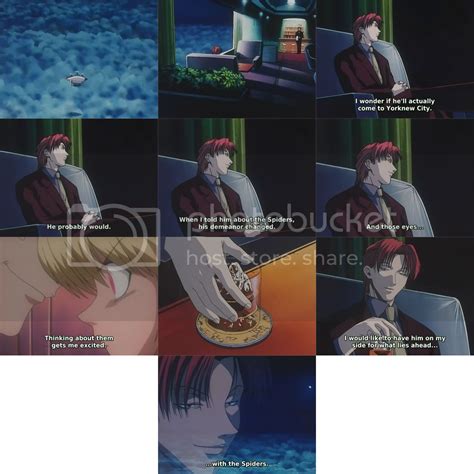 I wonder if he'll actually
come to Yorknew City.
He probably would.
When I told him about the Spiders,
his demeanor changed.
And those eyes...
photobucket
host. store. share.
Thinking about them
gets me excited.
I would like to have him on my
side for what lies ahead...
...with the Spiders.